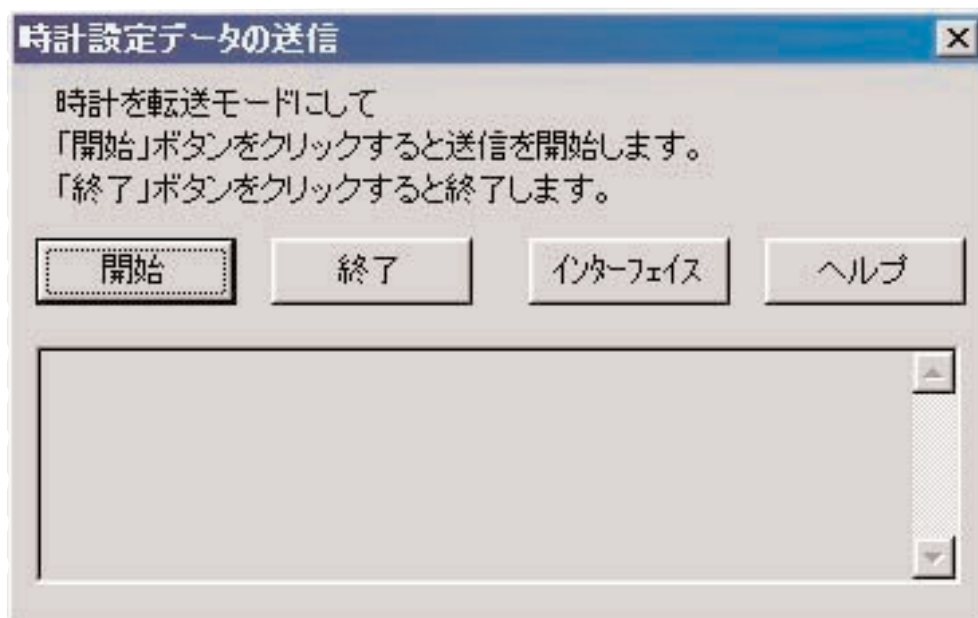 時計設定データの送信
時計を転送モードにして
「開始」ボタンをクリックすると送信を開始します。
「終了」ボタンをクリックすると終了します。
開始 終了 インターフェイス ヘルプ